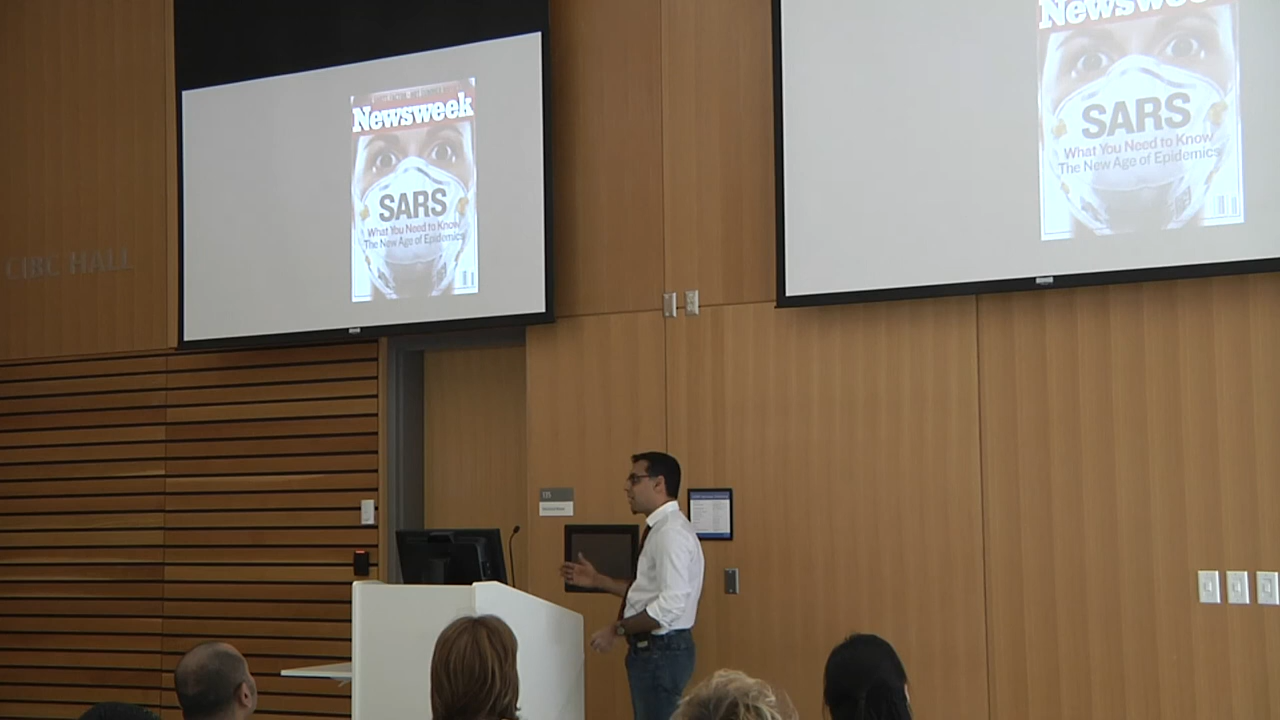 Newsweek
SARS
What You Need to Know
The New Age of Epidemics
Newswee
SARS
What You Need to Know
The New Age of Epidemics
CIBC HALL